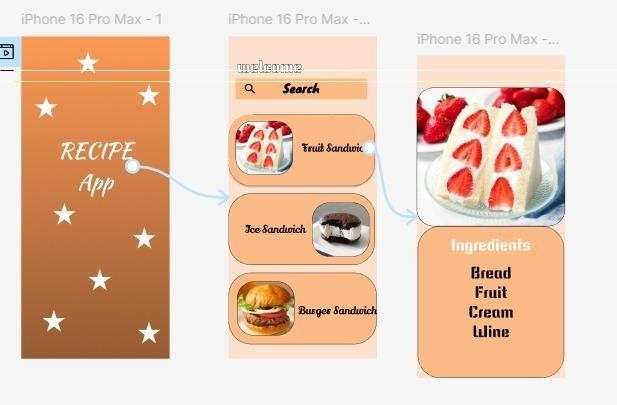 iPhone 16 Pro Max - 1
iPhone 16 Pro Max -...
iPhone 16 Pro Max -...
RECIPE
App
welcome
Search
Fruit Sandwic
Ice Sandwich
Burger Sandwich
Ingredients
Bread
Fruit
Cream
Wine